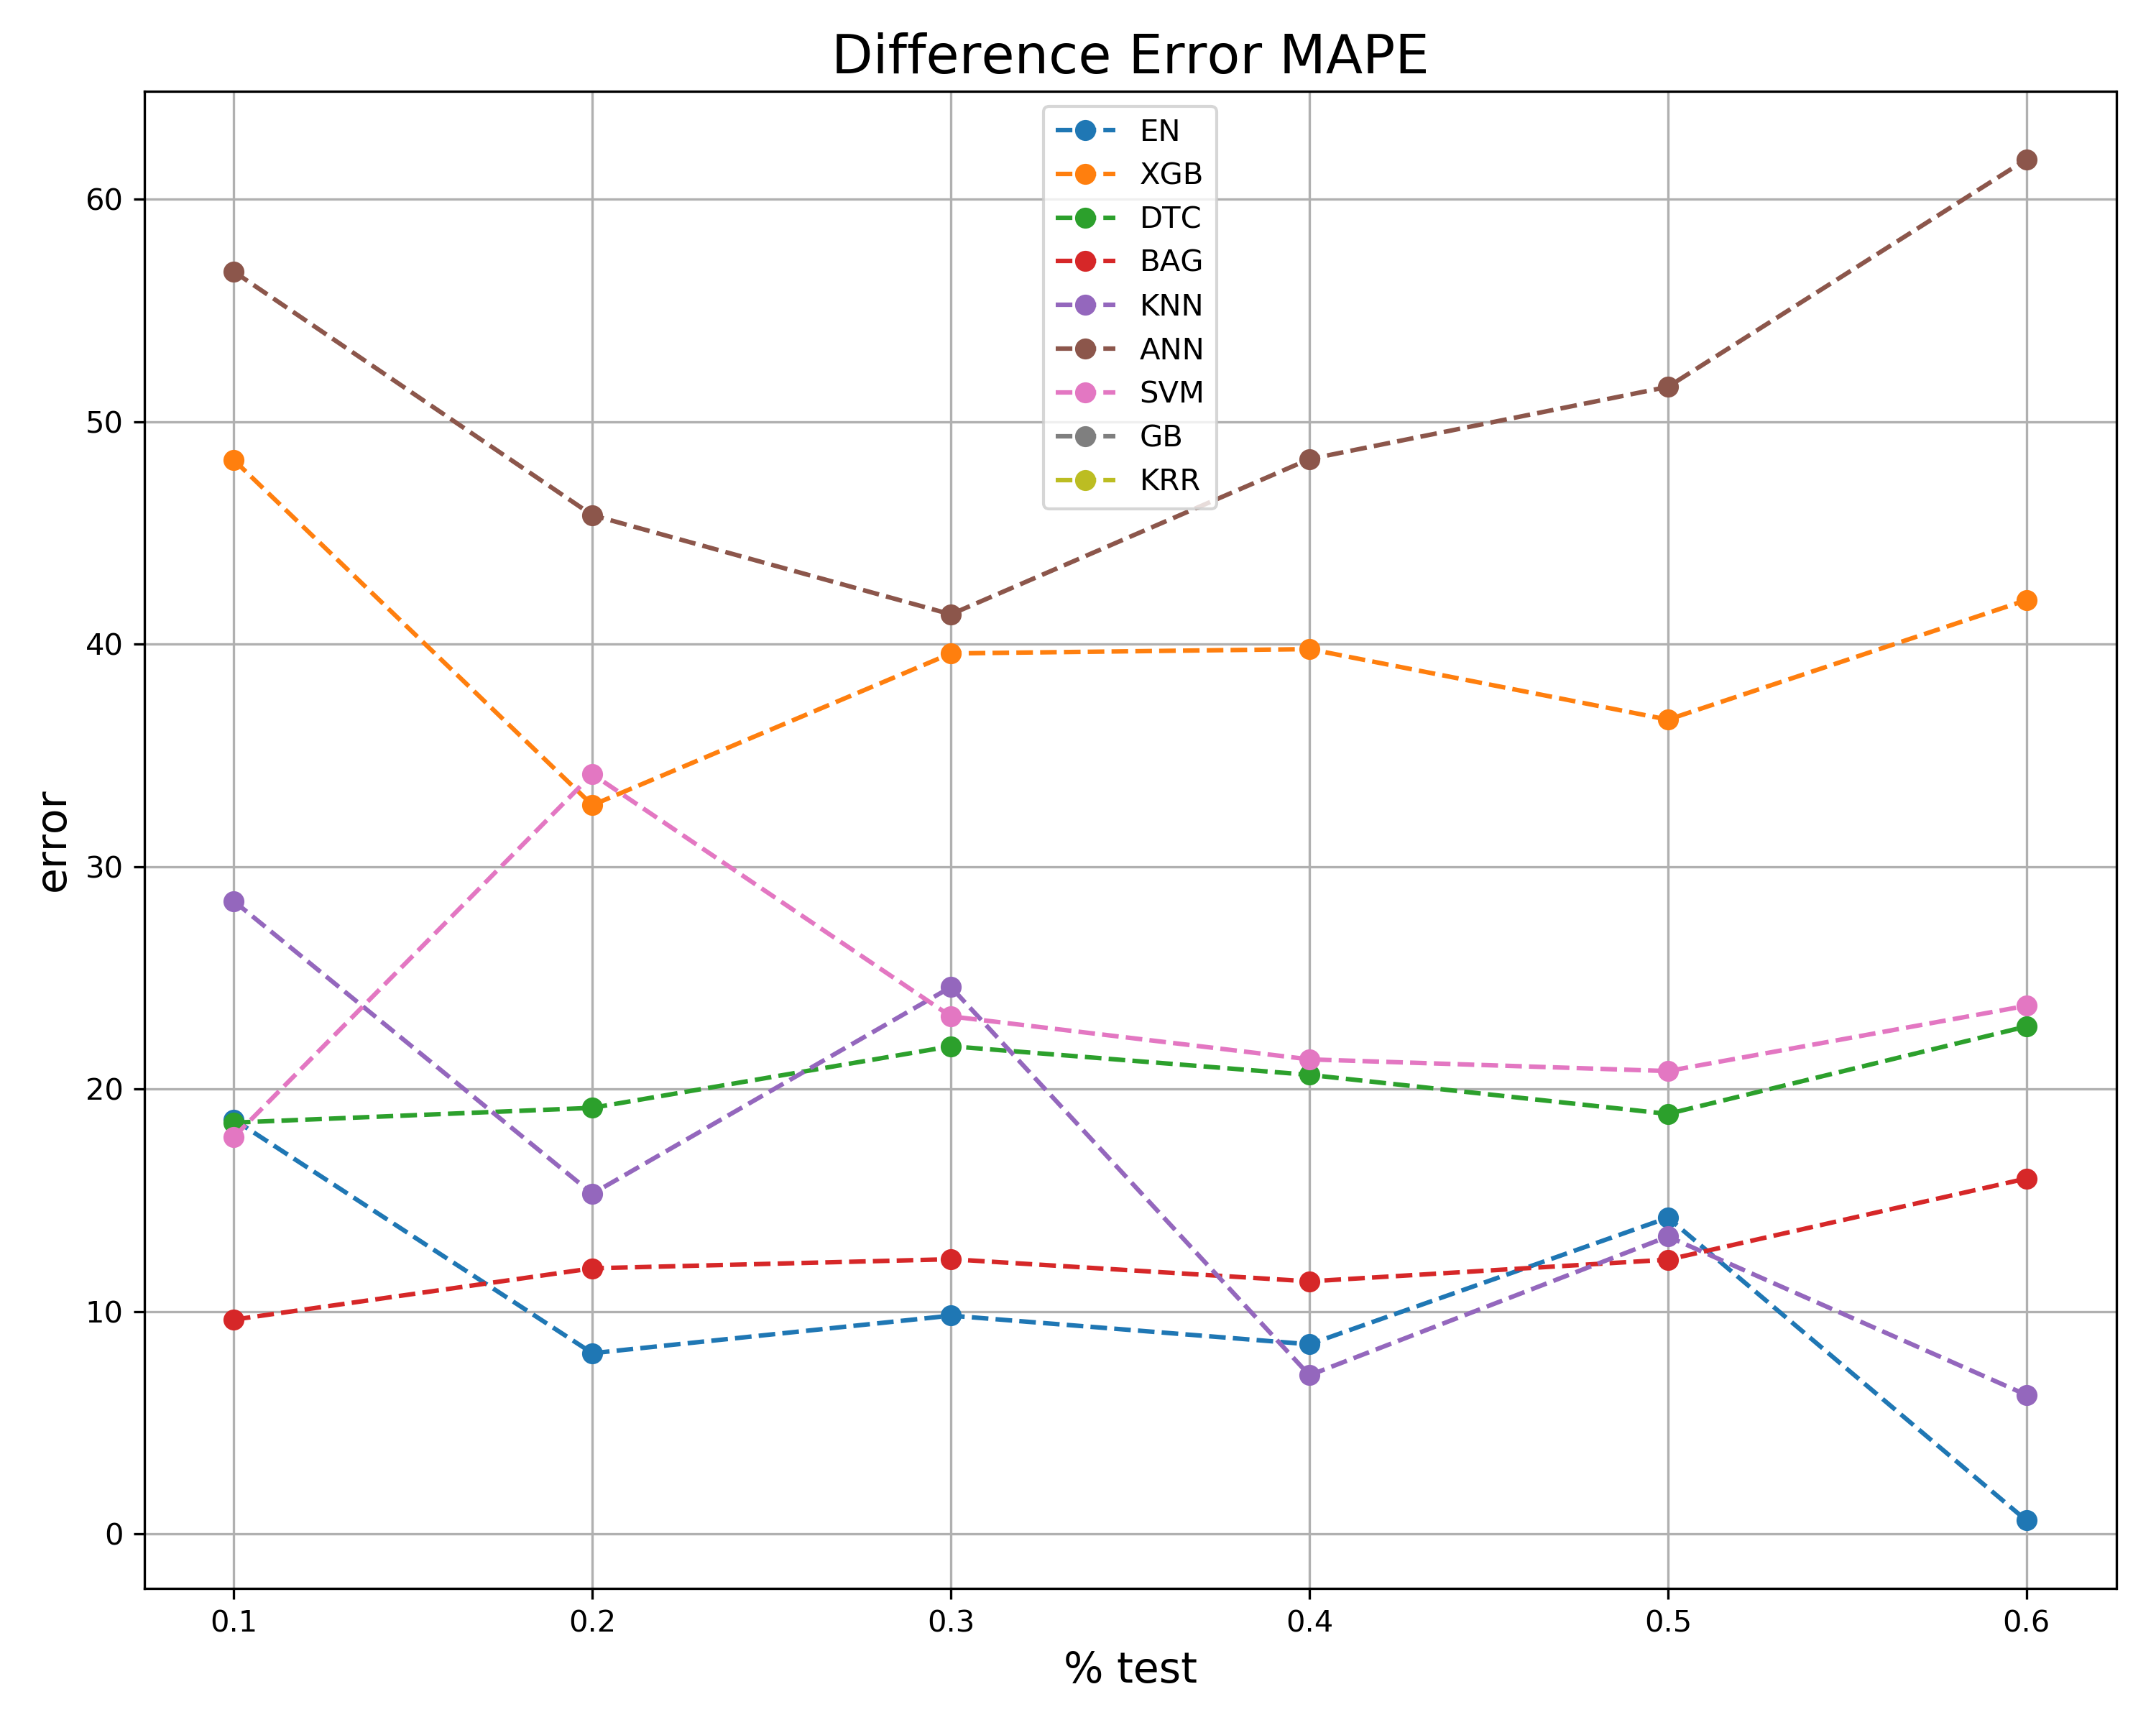 Difference Error MAPE
EN
XGB
DTC
BAG
KNN
ANN
SVM
GB
KRR
60
50
40
30
20
10
0
error
0.1 0.2 0.3 0.4 0.5 0.6
% test